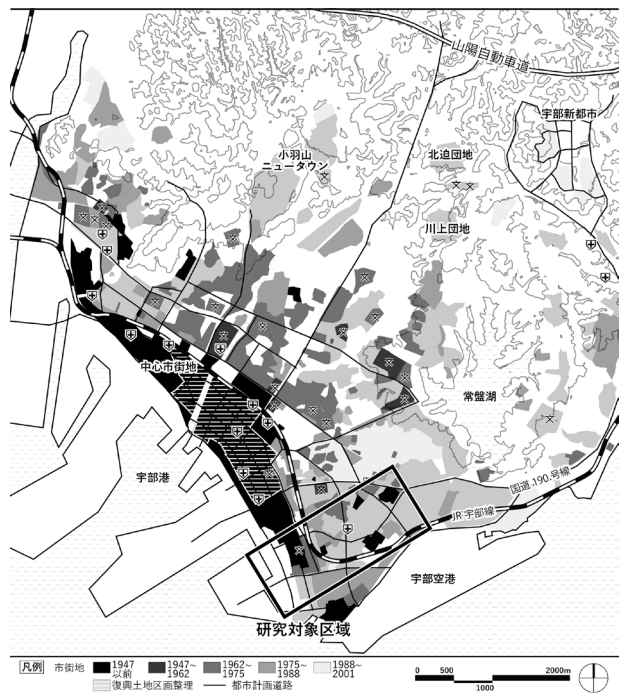 山陽自動車道
宇部新都市
小羽山
ニュータウン
北迫団地
川上団地
中心市街地
常盤湖
宇部港
国道190号線
JR宇部線
宇部空港
研究対象区域
凡例 市街地 1947以前 1947~1962 1962~1975 1975~1988 1988~2001
復興土地区画整理 都市計画道路
0 500 1000 2000m